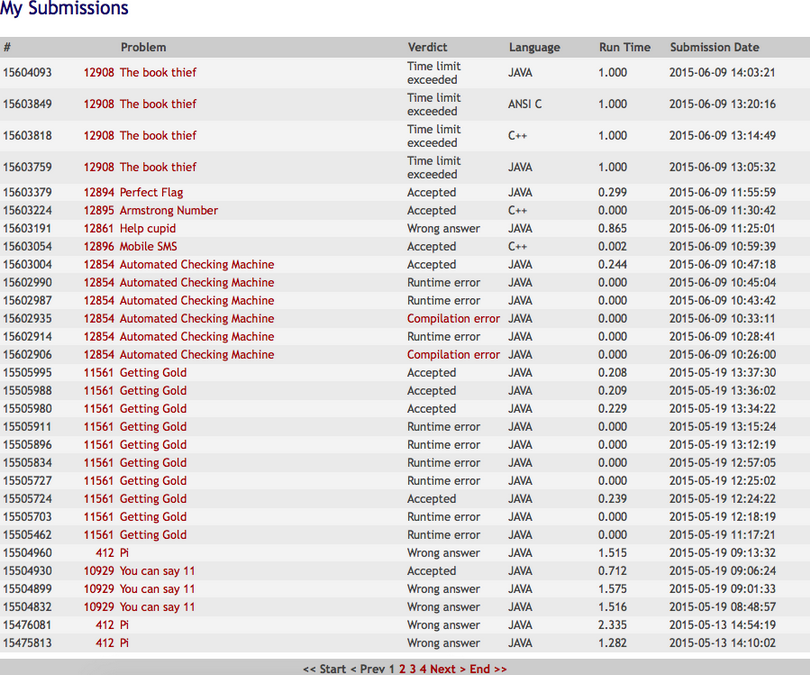 My Submissions
# Problem Verdict Language Run Time Submission Date
15604093 12908 The book thief Time limit exceeded JAVA 1.000 2015-06-09 14:03:21
15603849 12908 The book thief Time limit exceeded ANSI C 1.000 2015-06-09 13:20:16
15603818 12908 The book thief Time limit exceeded C++ 1.000 2015-06-09 13:14:49
15603759 12908 The book thief Time limit exceeded JAVA 1.000 2015-06-09 13:05:32
15603379 12894 Perfect Flag Accepted JAVA 0.299 2015-06-09 11:55:59
15603224 12895 Armstrong Number Accepted C++ 0.000 2015-06-09 11:30:42
15603191 12861 Help cupid Wrong answer JAVA 0.865 2015-06-09 11:25:01
15603054 12896 Mobile SMS Accepted C++ 0.002 2015-06-09 10:59:39
15603004 12854 Automated Checking Machine Accepted JAVA 0.244 2015-06-09 10:47:18
15602990 12854 Automated Checking Machine Runtime error JAVA 0.000 2015-06-09 10:45:04
15602987 12854 Automated Checking Machine Runtime error JAVA 0.000 2015-06-09 10:43:42
15602935 12854 Automated Checking Machine Compilation error JAVA 0.000 2015-06-09 10:33:11
15602914 12854 Automated Checking Machine Runtime error JAVA 0.000 2015-06-09 10:28:41
15602906 12854 Automated Checking Machine Compilation error JAVA 0.000 2015-06-09 10:26:00
15505995 11561 Getting Gold Accepted JAVA 0.208 2015-05-19 13:37:30
15505988 11561 Getting Gold Accepted JAVA 0.209 2015-05-19 13:36:02
15505980 11561 Getting Gold Accepted JAVA 0.229 2015-05-19 13:34:22
15505911 11561 Getting Gold Runtime error JAVA 0.000 2015-05-19 13:15:24
15505896 11561 Getting Gold Runtime error JAVA 0.000 2015-05-19 13:12:19
15505834 11561 Getting Gold Runtime error JAVA 0.000 2015-05-19 12:57:05
15505727 11561 Getting Gold Runtime error JAVA 0.000 2015-05-19 12:25:02
15505724 11561 Getting Gold Accepted JAVA 0.239 2015-05-19 12:24:22
15505703 11561 Getting Gold Runtime error JAVA 0.000 2015-05-19 12:18:19
15505462 11561 Getting Gold Runtime error JAVA 0.000 2015-05-19 11:17:21
15504960 412 Pi Wrong answer JAVA 1.515 2015-05-19 09:13:32
15504930 10929 You can say 11 Accepted JAVA 0.712 2015-05-19 09:06:24
15504899 10929 You can say 11 Wrong answer JAVA 1.575 2015-05-19 09:01:33
15504832 10929 You can say 11 Wrong answer JAVA 1.516 2015-05-19 08:48:57
15476081 412 Pi Wrong answer JAVA 2.335 2015-05-13 14:54:19
15475813 412 Pi Wrong answer JAVA 1.282 2015-05-13 14:10:02
<< Start < Prev 1 2 3 4 Next > End >>